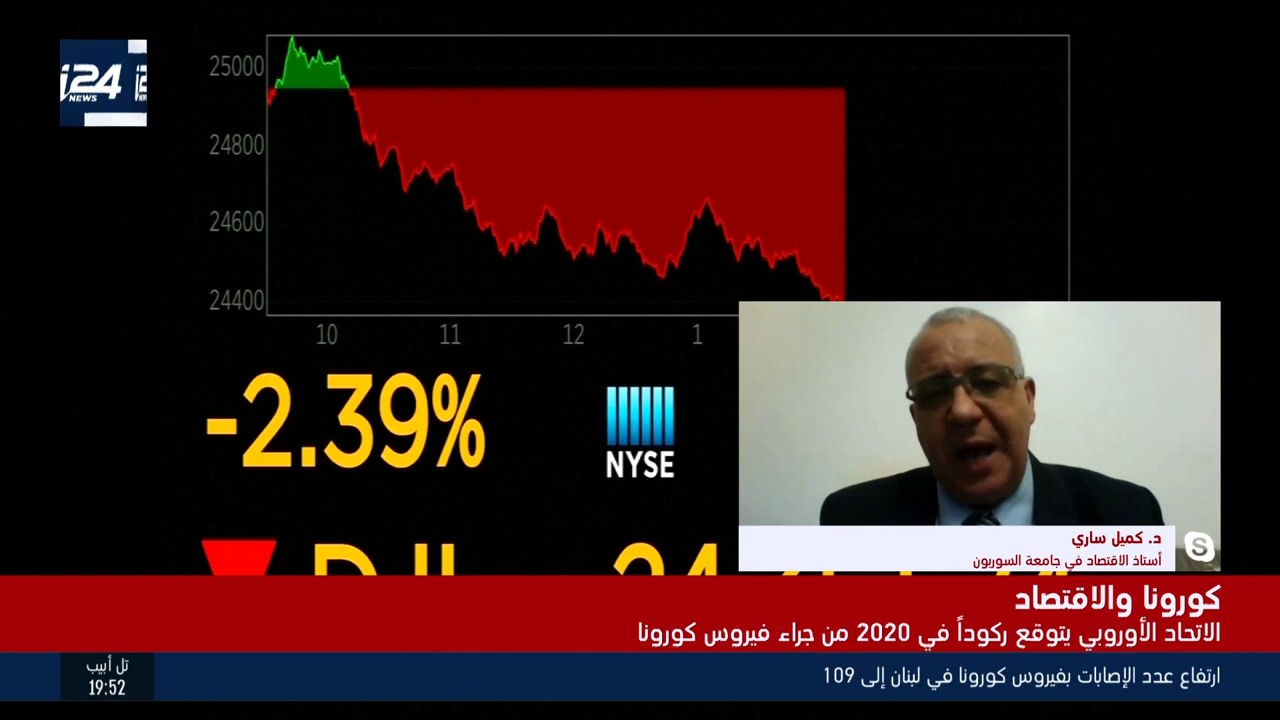 i24
NEWS
25000
24800
24600
24400
10 11 12 1
-2.39%
NYSE
د. كميل ساري
أستاذ الاقتصاد في جامعة السوربون
كورونا والاقتصاد
الاتحاد الأوروبي يتوقع ركوداً في 2020 من جراء فيروس كورونا
تل أبيب
19:52
ارتفاع عدد الإصابات بفيروس كورونا في لبنان إلى 109